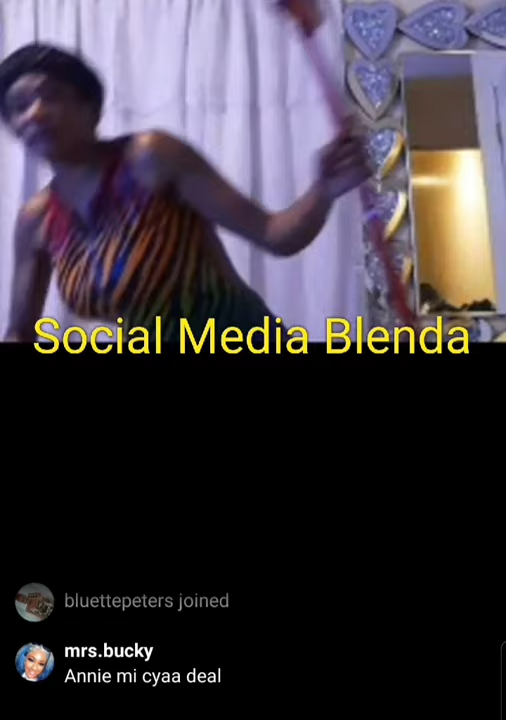 Social Media Blenda
bluettepeters joined
mrs.bucky
Annie mi cyaa deal